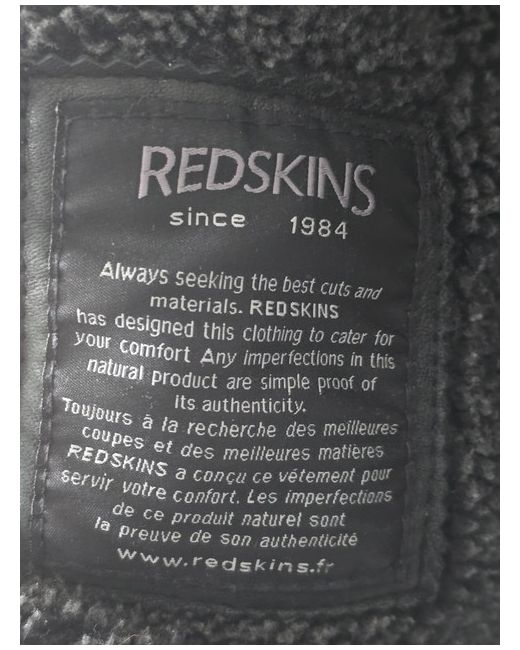 REDSKINS
since 1984
Always seeking the best cuts and
materials. REDSKINS
has designed this clothing to cater for
your comfort Any imperfections in this
natural product are simple proof of
Its authenticity.
Toujours à la recherche des meilleures
coupes et des meilleures matières
REDSKINS a conçu ce vêtement pour
servir votre confort. Les imperfections
de ce produit naturel sont
la preuve de son authenticité
www.redskins.fr